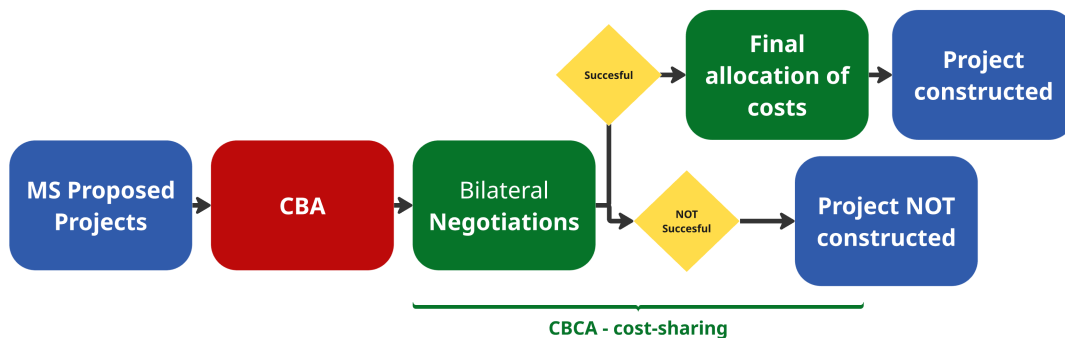 MS Proposed
Projects
CBA
Bilateral
Negotiations
Succesful
Final
allocation of
costs
Project
constructed
NOT
Succesful
Project NOT
constructed
CBCA - cost-sharing